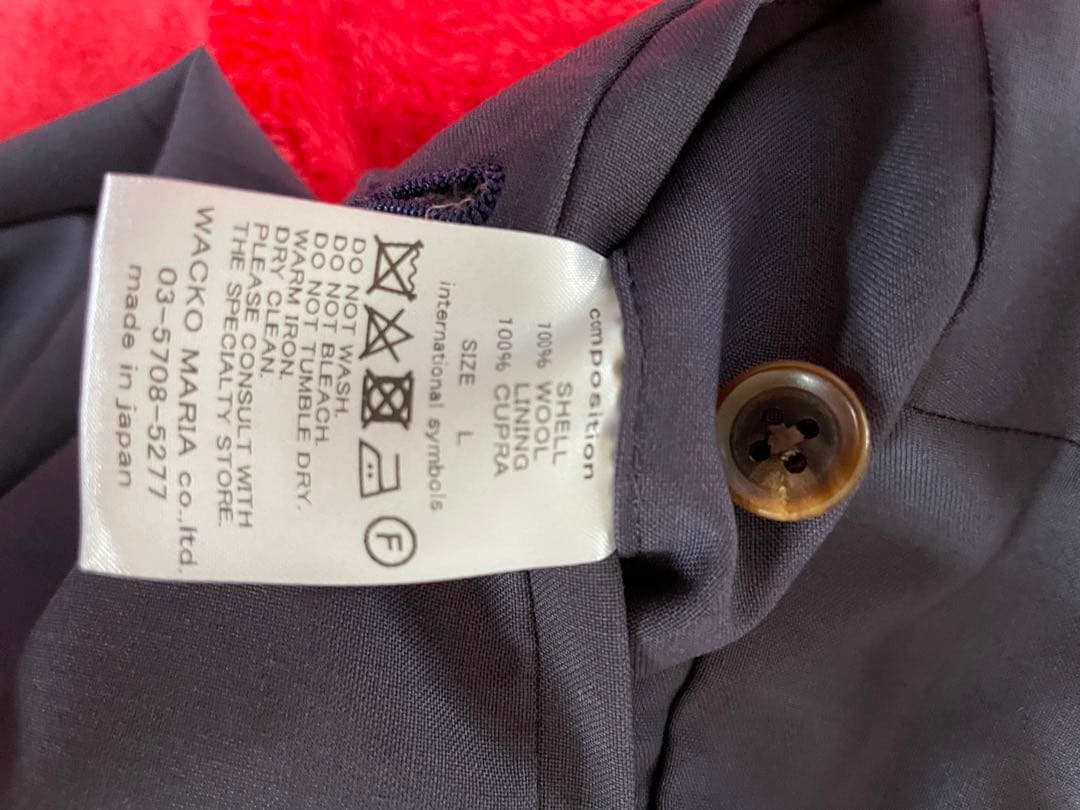 composition
SHELL
100% WOOL
LINING
100% CUPRA
SIZE L
international symbols
F
DO NOT WASH.
DO NOT BLEACH.
DO NOT TUMBLE DRY.
WARM IRON.
DRY CLEAN.
PLEASE CONSULT WITH
THE SPECIALTY STORE.
WACKO MARIA co.,ltd.
03-5708-5277
made in japan